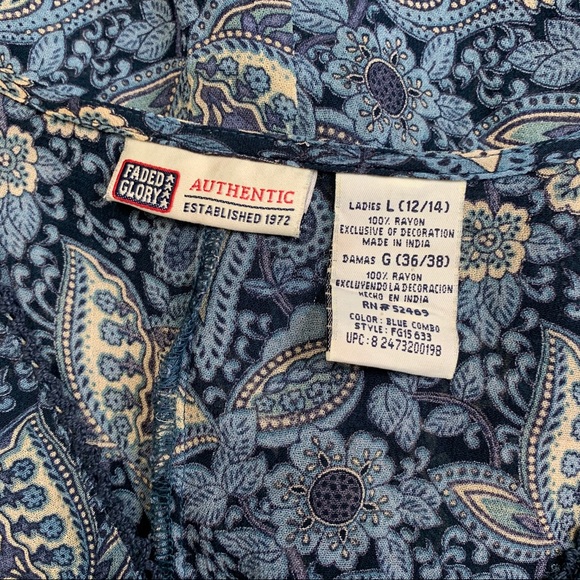 FADED
GLORY
AUTHENTIC
ESTABLISHED 1972
LADIES L (12/14)
100% RAYON
EXCLUSIVE OF DECORATION
MADE IN INDIA
DAMAS G (36/38)
100% RAYON
EXCLUYENDO LA DECORACION
HECHO EN INDIA
RN# 52469
COLOR: BLUE COMBO
STYLE: FG15633
UPC: 8 2473200198